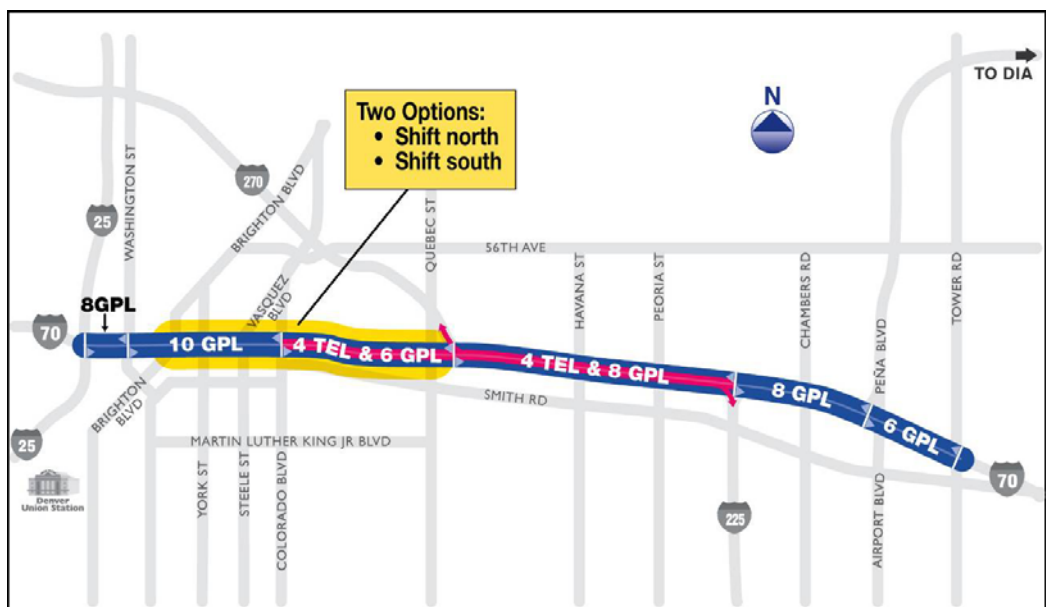 TO DIA
N
Two Options:
• Shift north
• Shift south
WASHINGTON ST
270
BRIGHTON BLVD
25
QUEBEC ST
56TH AVE
VASQUEZ
BLVD
HAVANA ST
PEORIA ST
CHAMBERS RD
TOWER RD
PEÑA BLVD
8GPL
70
10 GPL
4 TEL & 6 GPL
4 TEL & 8 GPL
8 GPL
6 GPL
BRIGHTON
BLVD
SMITH RD
25
MARTIN LUTHER KING JR BLVD
70
Denver
Union Station
YORK ST
STEELE ST
COLORADO BLVD
225
AIRPORT BLVD